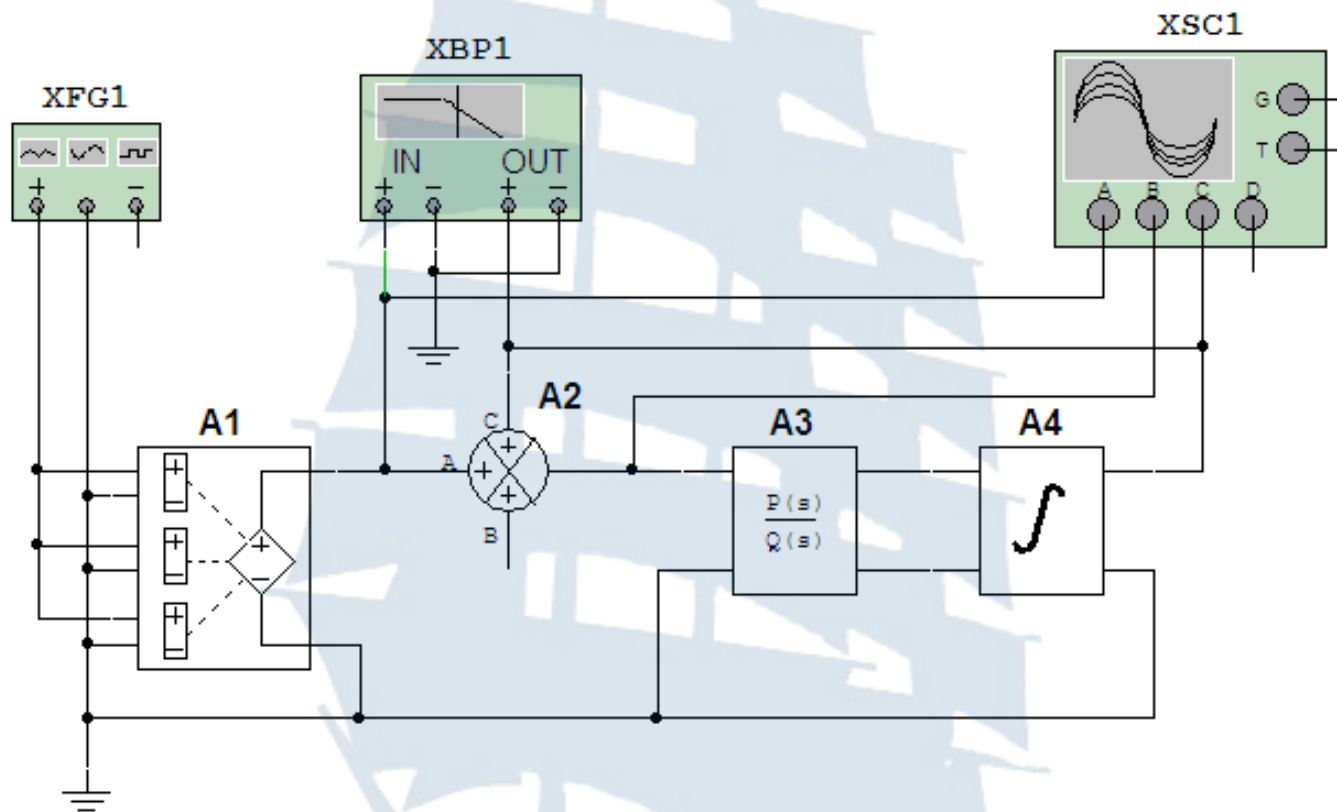 XSC1
XBP1
XFG1
G
T
IN OUT
+ - + -
+ -
A B C D
A1
A2
A3
A4
C
A
B
+
+
+
P(s)
Q(s)
∫
+
-
+
-
+
-
+
-